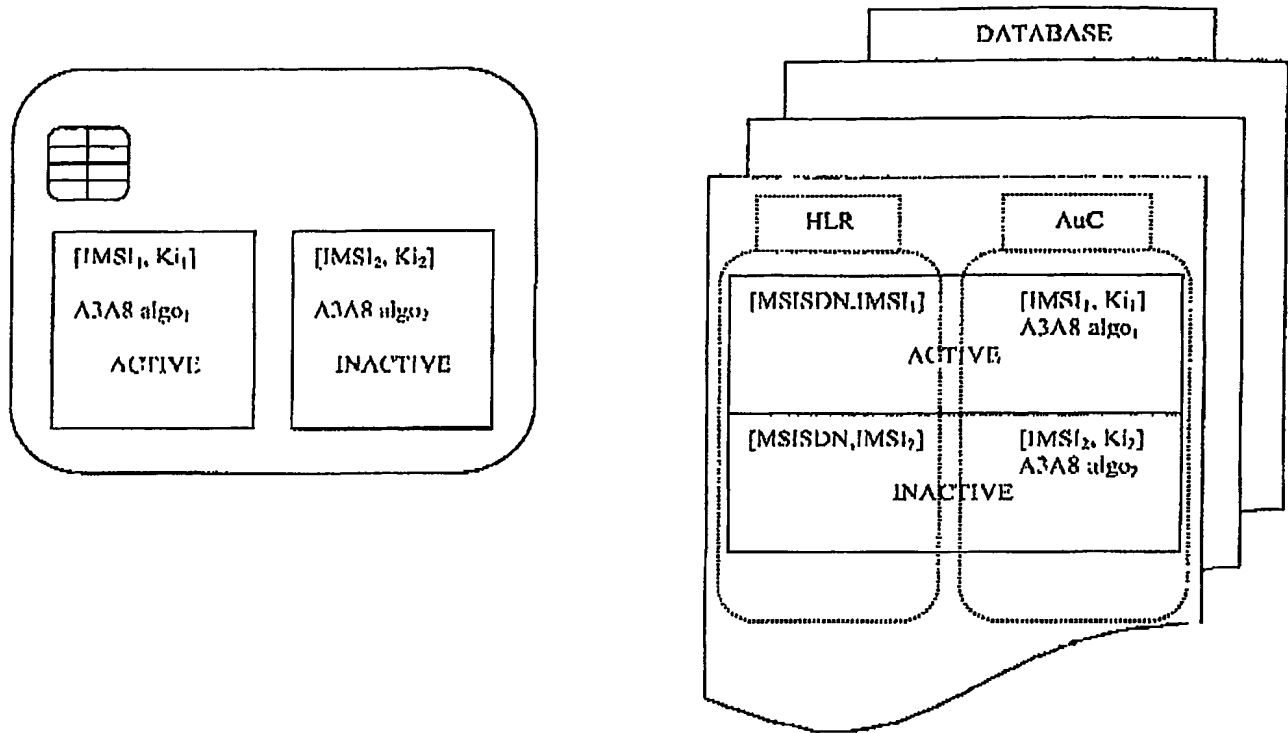 DATABASE
HLR
AuC
[IMSI₁, Ki₁]
A3A8 algo₁
ACTIVE
[IMSI₂, Ki₂]
A3A8 algo₂
INACTIVE
[MSISDN,IMSI₁]
[IMSI₁, Ki₁]
A3A8 algo₁
ACTIVE
[MSISDN,IMSI₂]
[IMSI₂, Ki₂]
A3A8 algo₂
INACTIVE